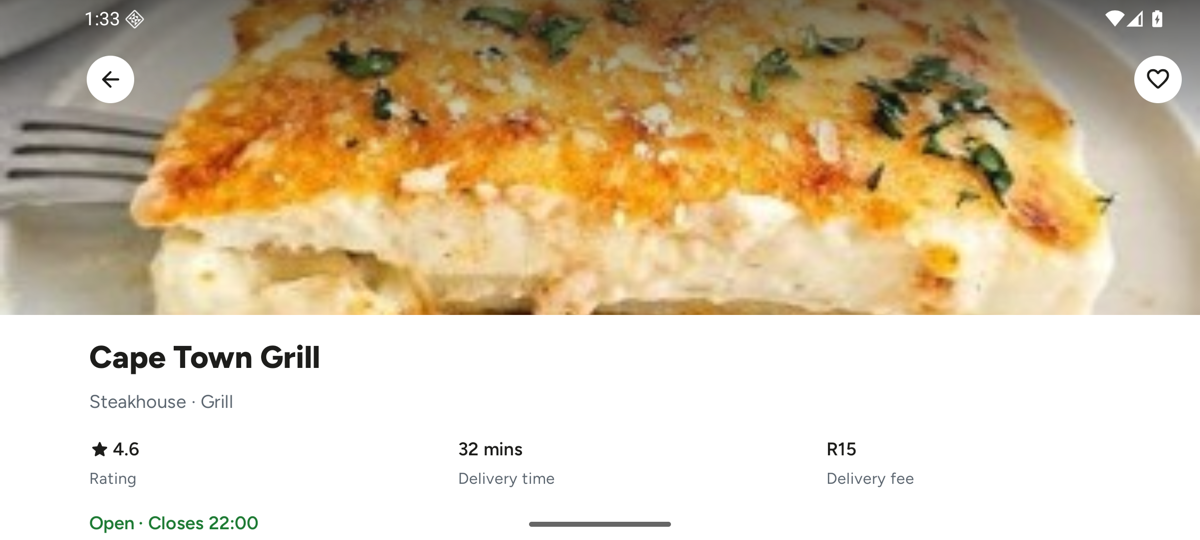 1:33
Cape Town Grill
Steakhouse · Grill
★ 4.6
32 mins
R15
Rating
Delivery time
Delivery fee
Open · Closes 22:00